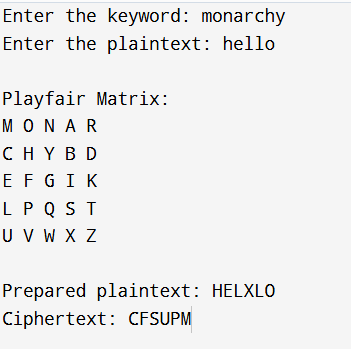 Enter the keyword: monarchy
Enter the plaintext: hello
Playfair Matrix:
M O N A R
C H Y B D
E F G I K
L P Q S T
U V W X Z
Prepared plaintext: HELXLO
Ciphertext: CFSUPM